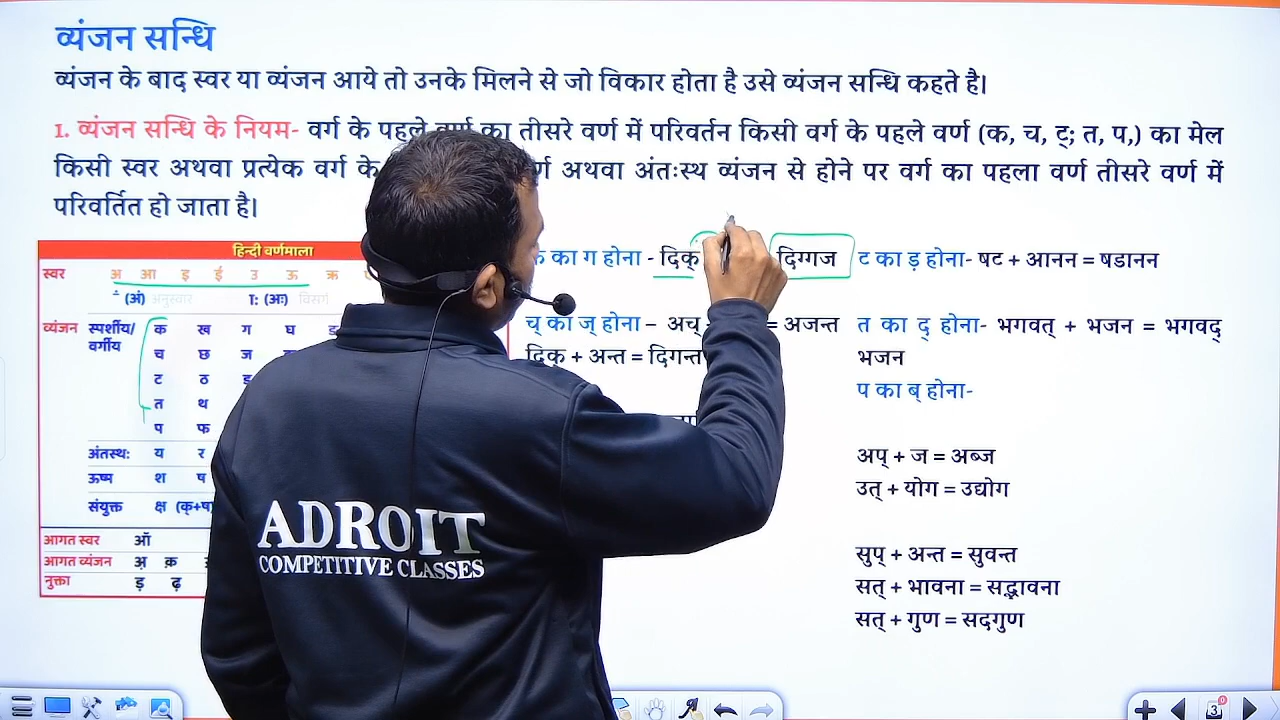 व्यंजन सन्धि
व्यंजन के बाद स्वर या व्यंजन आये तो उनके मिलने से जो विकार होता है उसे व्यंजन सन्धि कहते है।
1. व्यंजन सन्धि के नियम- वर्ग के पहले वर्ण का तीसरे वर्ण में परिवर्तन किसी वर्ग के पहले वर्ण (क, च, ट्; त, प,) का मेल
किसी स्वर अथवा प्रत्येक वर्ग के अथवा अंतःस्थ व्यंजन से होने पर वर्ग का पहला वर्ण तीसरे वर्ण में
परिवर्तित हो जाता है।
हिन्दी वर्णमाला
स्वर अ आ इ ई उ ऊ ऋ
(अं) अनुस्वार (अः) विसर्ग
व्यंजन स्पर्शीय/ वर्गीय क ख ग घ
च छ ज
ट ठ
त थ
प फ
अंतस्थ: य र
ऊष्म श ष
संयुक्त क्ष (क्+ष)
आगत स्वर ऑ
आगत व्यंजन अ़ क़
नुक्ता ड़ ढ़
का ग होना - दिक् दिग्गज
च् का ज् होना – अच् = अजन्त
दिक् + अन्त = दिगन्त
ट का ड़ होना- षट + आनन = षडानन
त का द् होना- भगवत् + भजन = भगवद्
भजन
प का ब् होना-
अप् + ज = अब्ज
उत् + योग = उद्योग
सुप् + अन्त = सुवन्त
सत् + भावना = सद्भावना
सत् + गुण = सदगुण
ADROIT
COMPETITIVE CLASSES
3